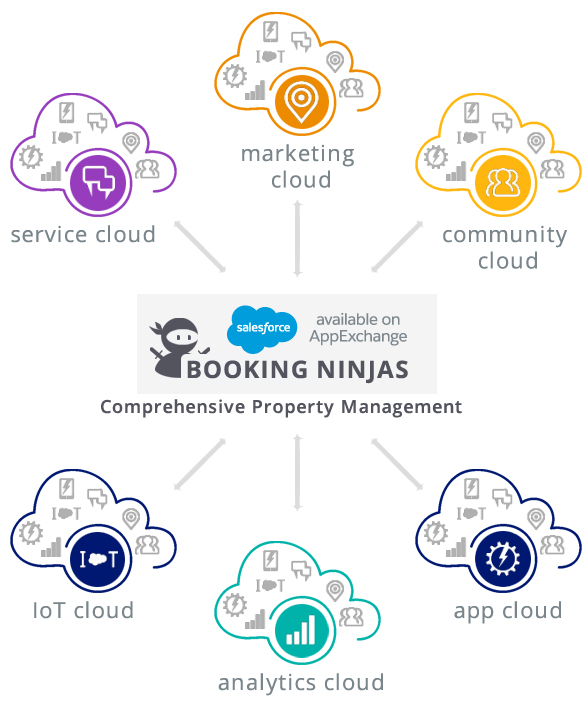 I T
marketing
cloud
I T
service cloud
I T
community
cloud
salesforce
available on
AppExchange
BOOKING NINJAS
Comprehensive Property Management
I T
I T
IoT cloud
I T
app cloud
I T
analytics cloud